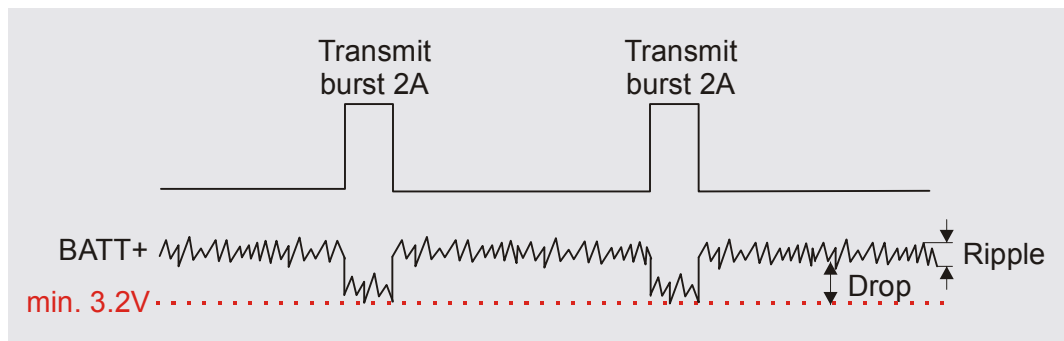 Transmit
burst 2A
Transmit
burst 2A
BATT+
Ripple
Drop
min. 3.2V